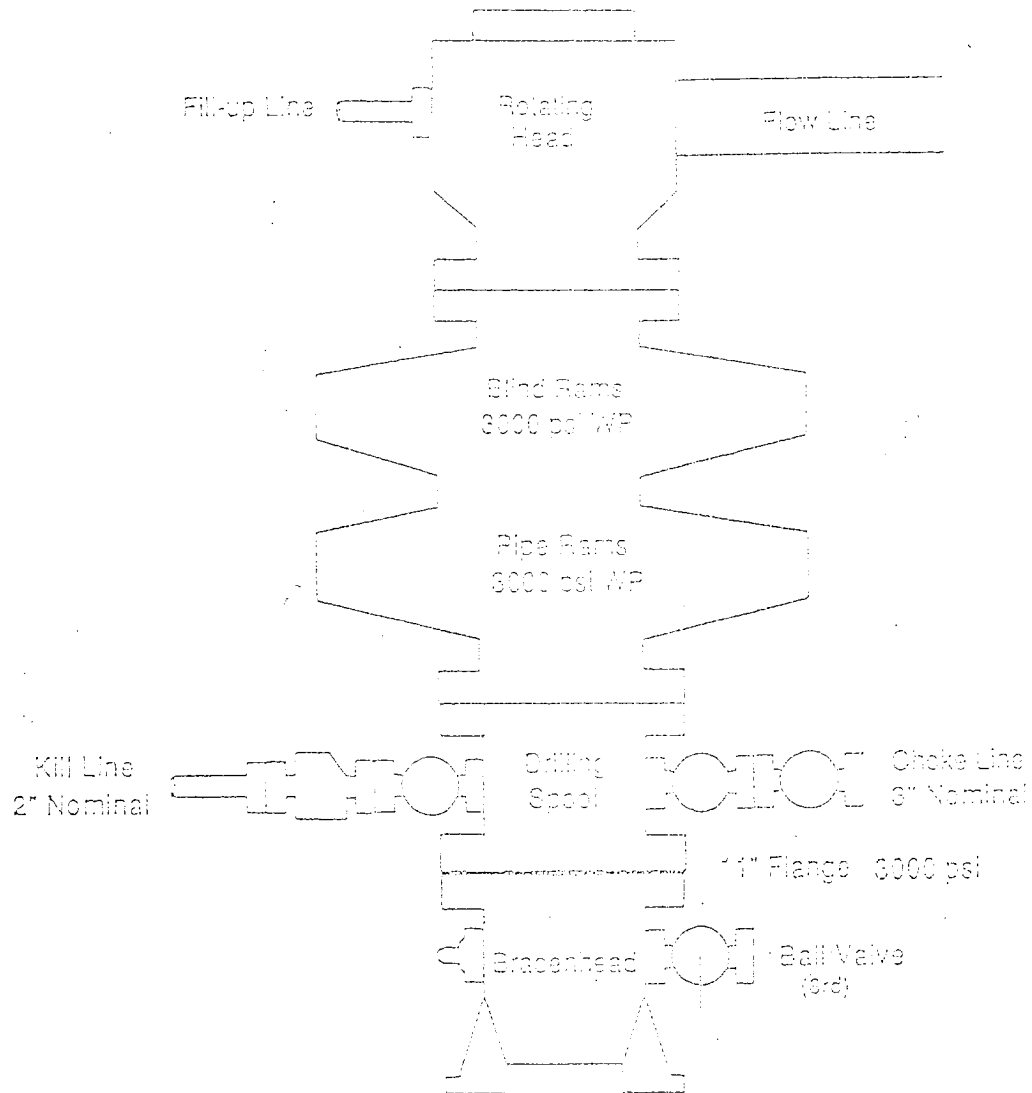 Fill-up Line
Rotating
Head
Flow Line
Blind Rams
3000 psi WP
Pipe Rams
3000 psi WP
Kill Line
2" Nominal
Drilling
Spool
Choke Line
3" Nominal
11" Flange 3000 psi
Bradenhead
Ball Valve